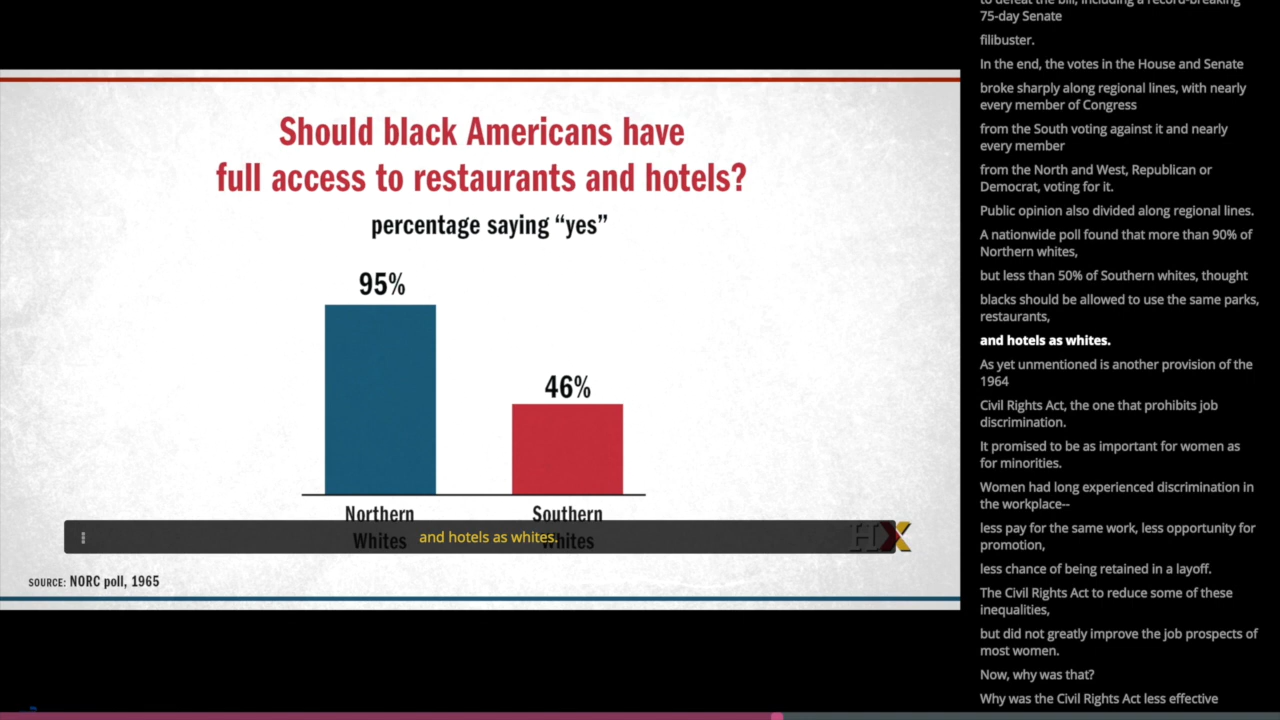 Should black Americans have
full access to restaurants and hotels?
percentage saying “yes”
95%
46%
Northern
Whites
Southern
Whites
and hotels as whites.
HX
SOURCE: NORC poll, 1965
to defeat the bill, including a record-breaking
75-day Senate
filibuster.
In the end, the votes in the House and Senate
broke sharply along regional lines, with nearly
every member of Congress
from the South voting against it and nearly
every member
from the North and West, Republican or
Democrat, voting for it.
Public opinion also divided along regional lines.
A nationwide poll found that more than 90% of
Northern whites,
but less than 50% of Southern whites, thought
blacks should be allowed to use the same parks,
restaurants,
and hotels as whites.
As yet unmentioned is another provision of the
1964
Civil Rights Act, the one that prohibits job
discrimination.
It promised to be as important for women as
for minorities.
Women had long experienced discrimination in
the workplace--
less pay for the same work, less opportunity for
promotion,
less chance of being retained in a layoff.
The Civil Rights Act to reduce some of these
inequalities,
but did not greatly improve the job prospects of
most women.
Now, why was that?
Why was the Civil Rights Act less effective